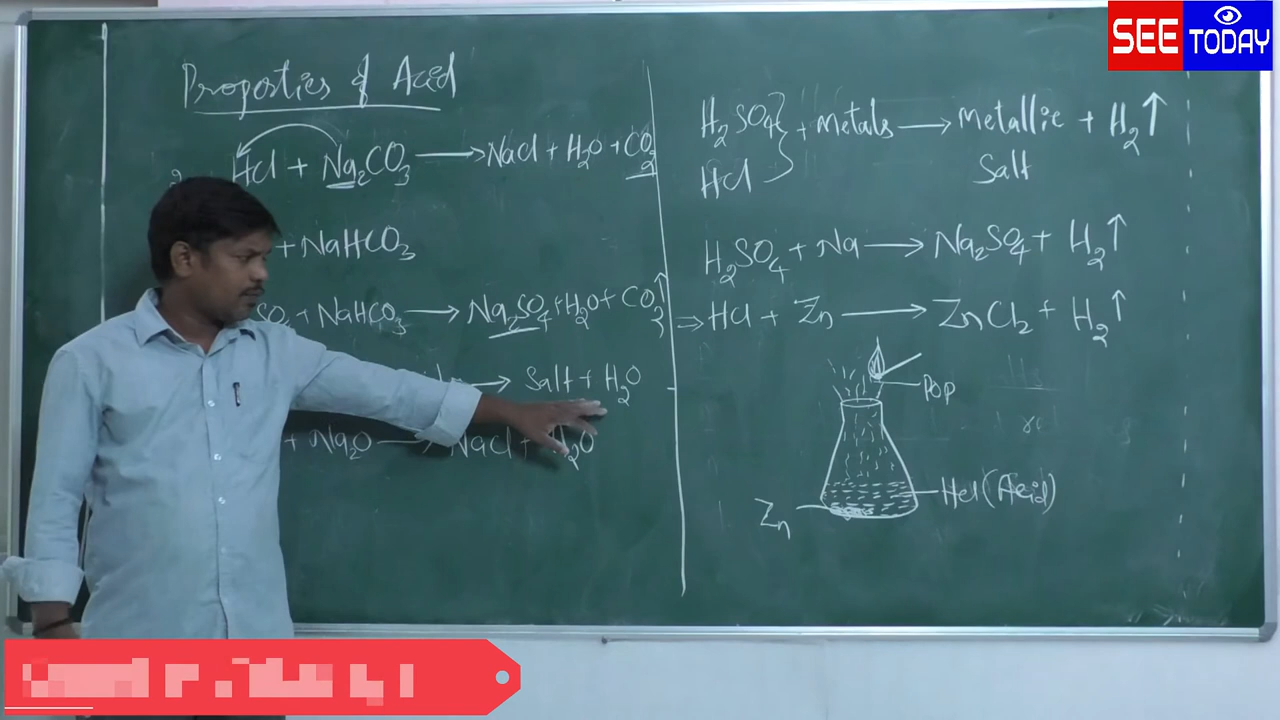 SEE TODAY
Properties of Acid
HCl + Na2CO3 → NaCl + H2O + CO2
+ NaHCO3
SO4 + NaHCO3 → Na2SO4 + H2O + CO2↑
→ Salt + H2O
+ Na2O → NaCl + H2O
H2SO4
HCl } + Metals → Metallic + H2↑
Salt
H2SO4 + Na → Na2SO4 + H2↑
⇒ HCl + Zn → ZnCl2 + H2↑
Pop
HCl (Acid)
Zn